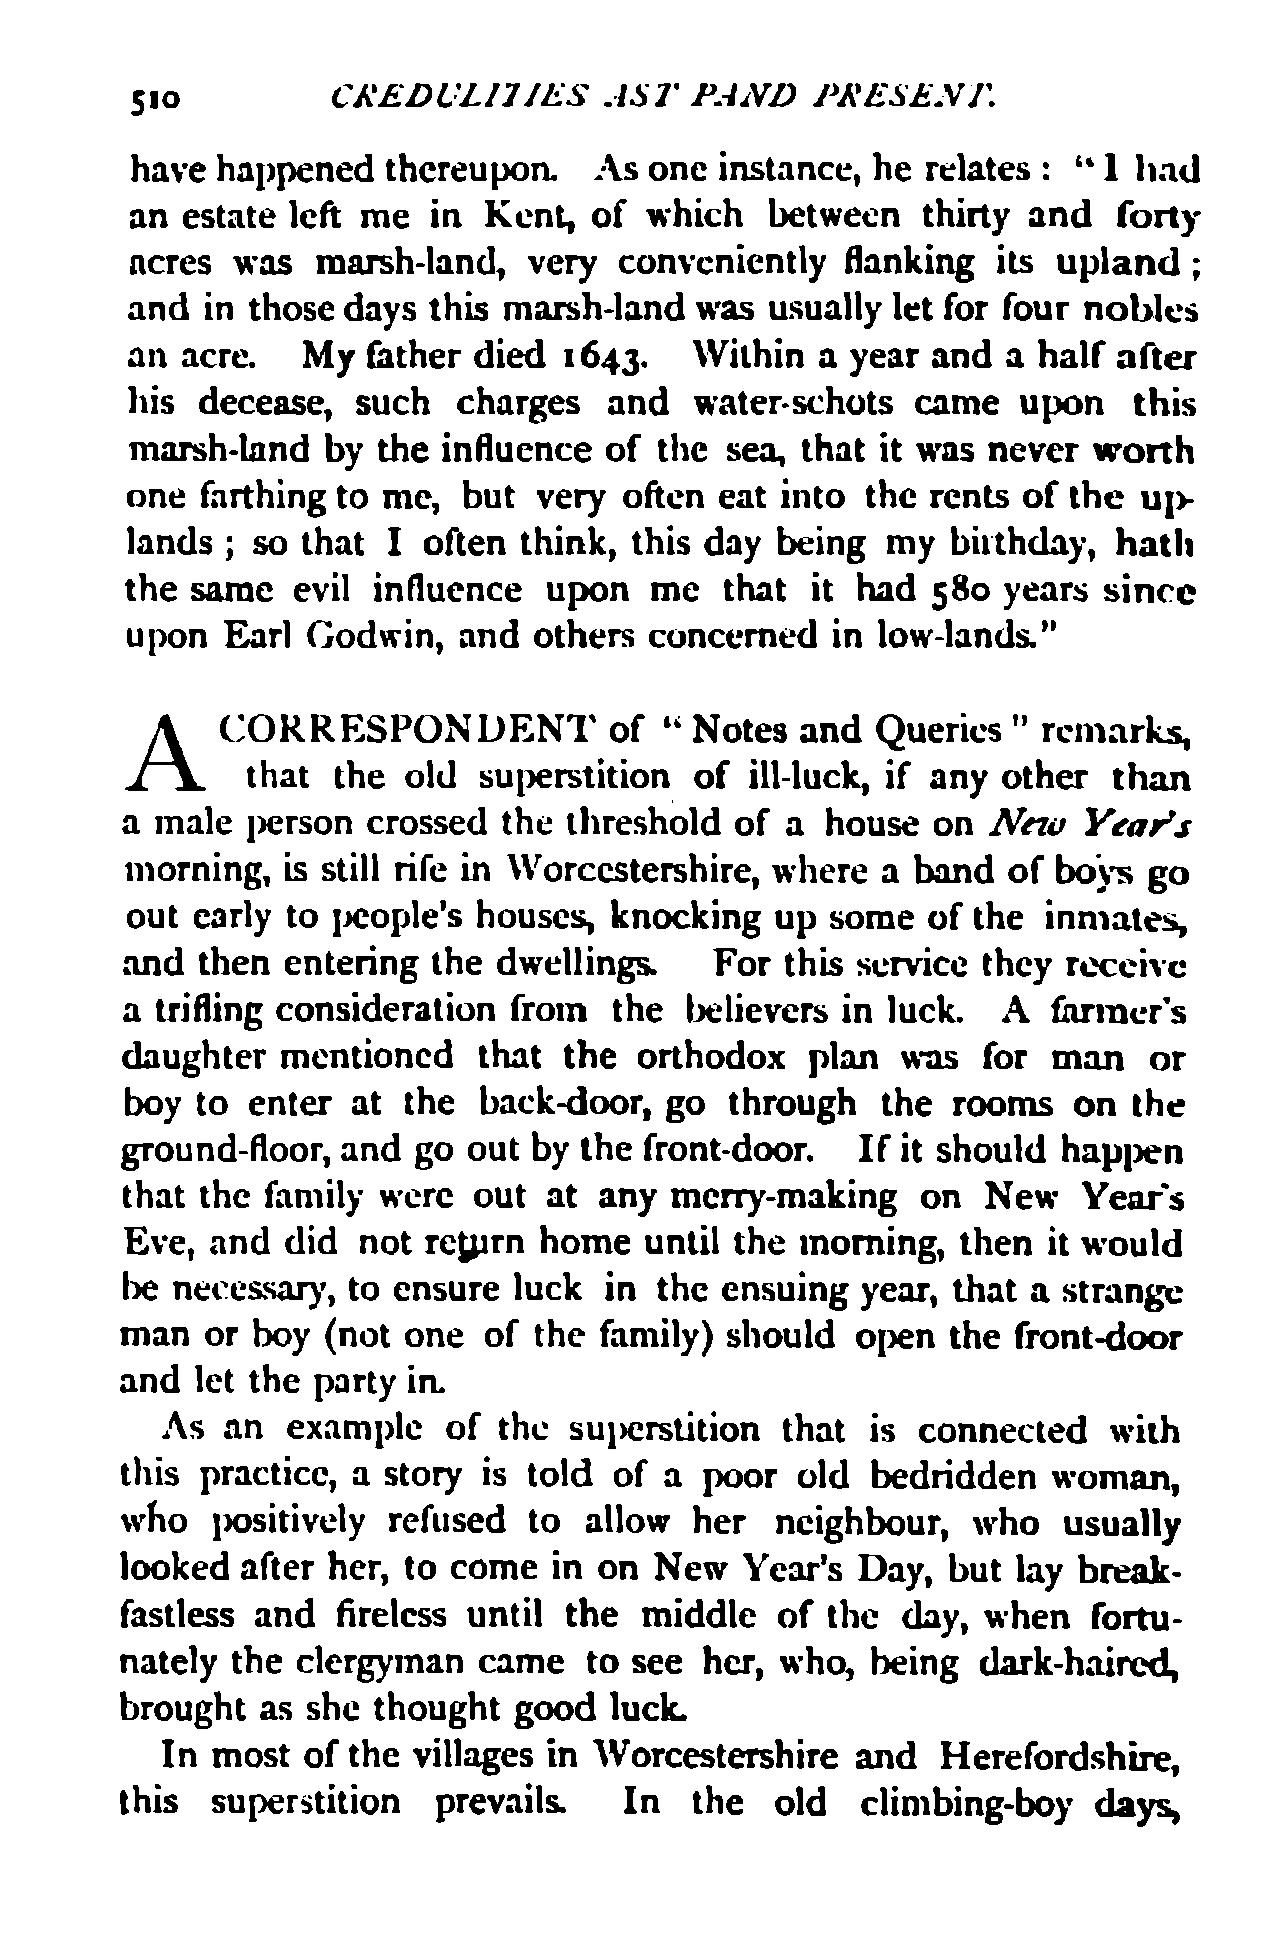 510 CREDULITIES AST PAND PRESENT.
have happened thereupon. As one instance, he relates : “ I had
an estate left me in Kent, of which between thirty and forty
acres was marsh-land, very conveniently flanking its upland ;
and in those days this marsh-land was usually let for four nobles
an acre. My father died 1643. Within a year and a half after
his decease, such charges and water-schots came upon this
marsh-land by the influence of the sea, that it was never worth
one farthing to me, but very often eat into the rents of the up-
lands ; so that I often think, this day being my birthday, hath
the same evil influence upon me that it had 580 years since
upon Earl Godwin, and others concerned in low-lands.”
A CORRESPONDENT of “ Notes and Queries ” remarks,
that the old superstition of ill-luck, if any other than
a male person crossed the threshold of a house on New Year's
morning, is still rife in Worcestershire, where a band of boys go
out early to people's houses, knocking up some of the inmates,
and then entering the dwellings. For this service they receive
a trifling consideration from the believers in luck. A farmer's
daughter mentioned that the orthodox plan was for man or
boy to enter at the back-door, go through the rooms on the
ground-floor, and go out by the front-door. If it should happen
that the family were out at any merry-making on New Year's
Eve, and did not return home until the morning, then it would
be necessary, to ensure luck in the ensuing year, that a strange
man or boy (not one of the family) should open the front-door
and let the party in.
As an example of the superstition that is connected with
this practice, a story is told of a poor old bedridden woman,
who positively refused to allow her neighbour, who usually
looked after her, to come in on New Year's Day, but lay break-
fastless and fireless until the middle of the day, when fortu-
nately the clergyman came to see her, who, being dark-haired,
brought as she thought good luck.
In most of the villages in Worcestershire and Herefordshire,
this superstition prevails. In the old climbing-boy days,